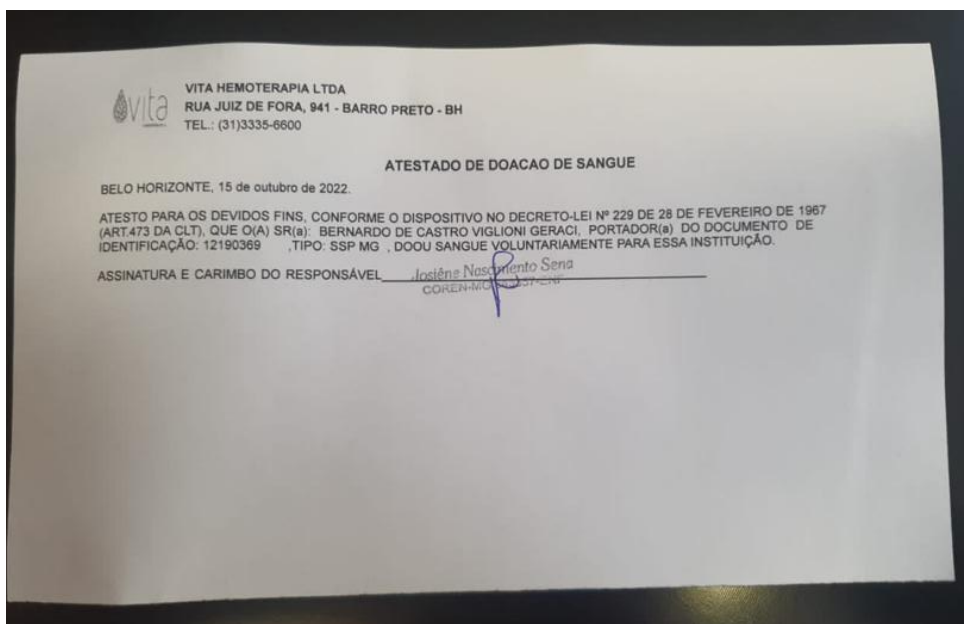 vita
VITA HEMOTERAPIA LTDA
RUA JUIZ DE FORA, 941 - BARRO PRETO - BH
TEL.: (31)3335-6600
ATESTADO DE DOACAO DE SANGUE
BELO HORIZONTE, 15 de outubro de 2022.
ATESTO PARA OS DEVIDOS FINS, CONFORME O DISPOSITIVO NO DECRETO-LEI Nº 229 DE 28 DE FEVEREIRO DE 1967
(ART.473 DA CLT), QUE O(A) SR(a): BERNARDO DE CASTRO VIGLIONI GERACI, PORTADOR(a) DO DOCUMENTO DE
IDENTIFICAÇÃO: 12190369 ,TIPO: SSP MG , DOOU SANGUE VOLUNTARIAMENTE PARA ESSA INSTITUIÇÃO.
ASSINATURA E CARIMBO DO RESPONSÁVEL Josiêne Nascimento Sena
COREN-MG